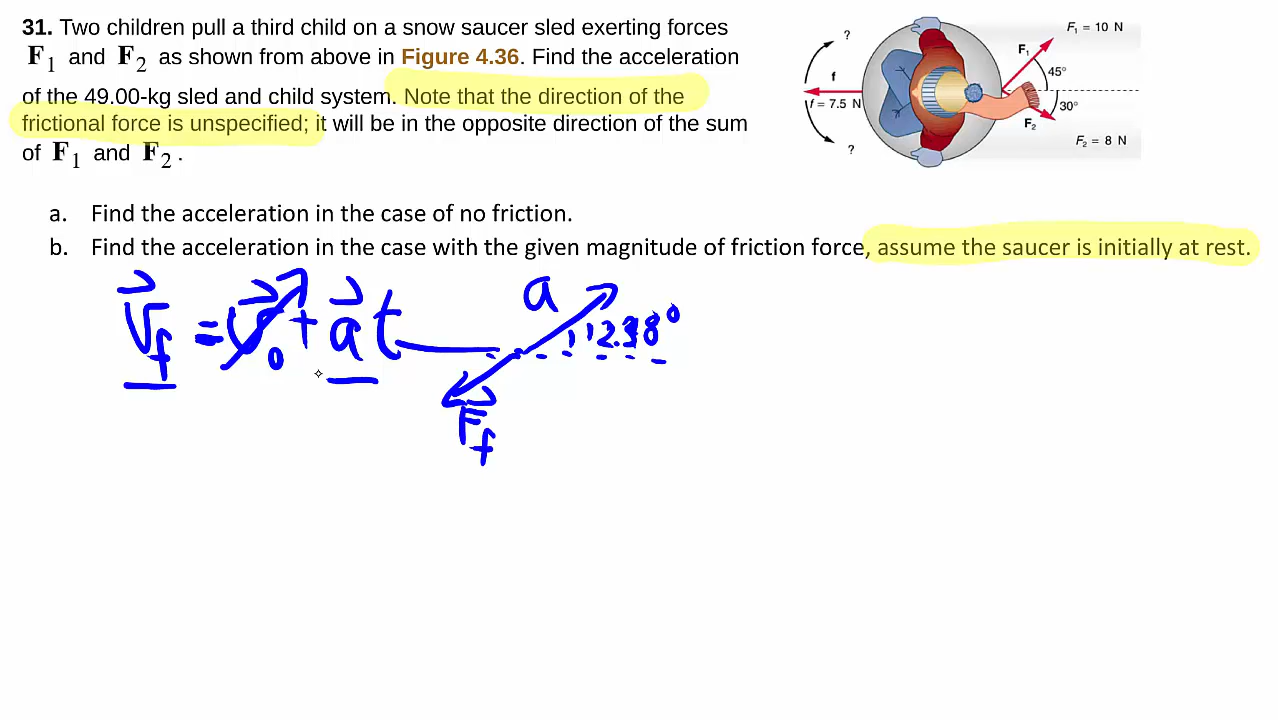 31. Two children pull a third child on a snow saucer sled exerting forces
F1 and F2 as shown from above in Figure 4.36. Find the acceleration
of the 49.00-kg sled and child system. Note that the direction of the
frictional force is unspecified; it will be in the opposite direction of the sum
of F1 and F2.
?
f
f = 7.5 N
?
F1 = 10 N
F1
45°
30°
F2
F2 = 8 N
a. Find the acceleration in the case of no friction.
b. Find the acceleration in the case with the given magnitude of friction force, assume the saucer is initially at rest.
vf = v0 + a t
a
12.38°
Ff